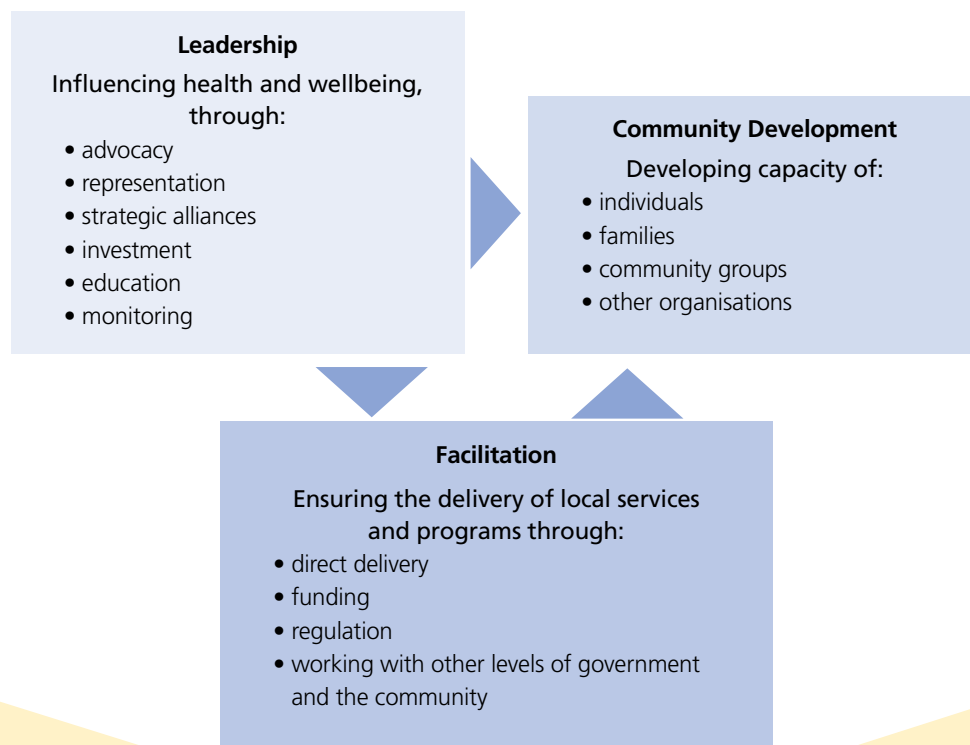 Leadership
Influencing health and wellbeing,
through:
• advocacy
• representation
• strategic alliances
• investment
• education
• monitoring
Community Development
Developing capacity of:
• individuals
• families
• community groups
• other organisations
Facilitation
Ensuring the delivery of local services
and programs through:
• direct delivery
• funding
• regulation
• working with other levels of government
and the community